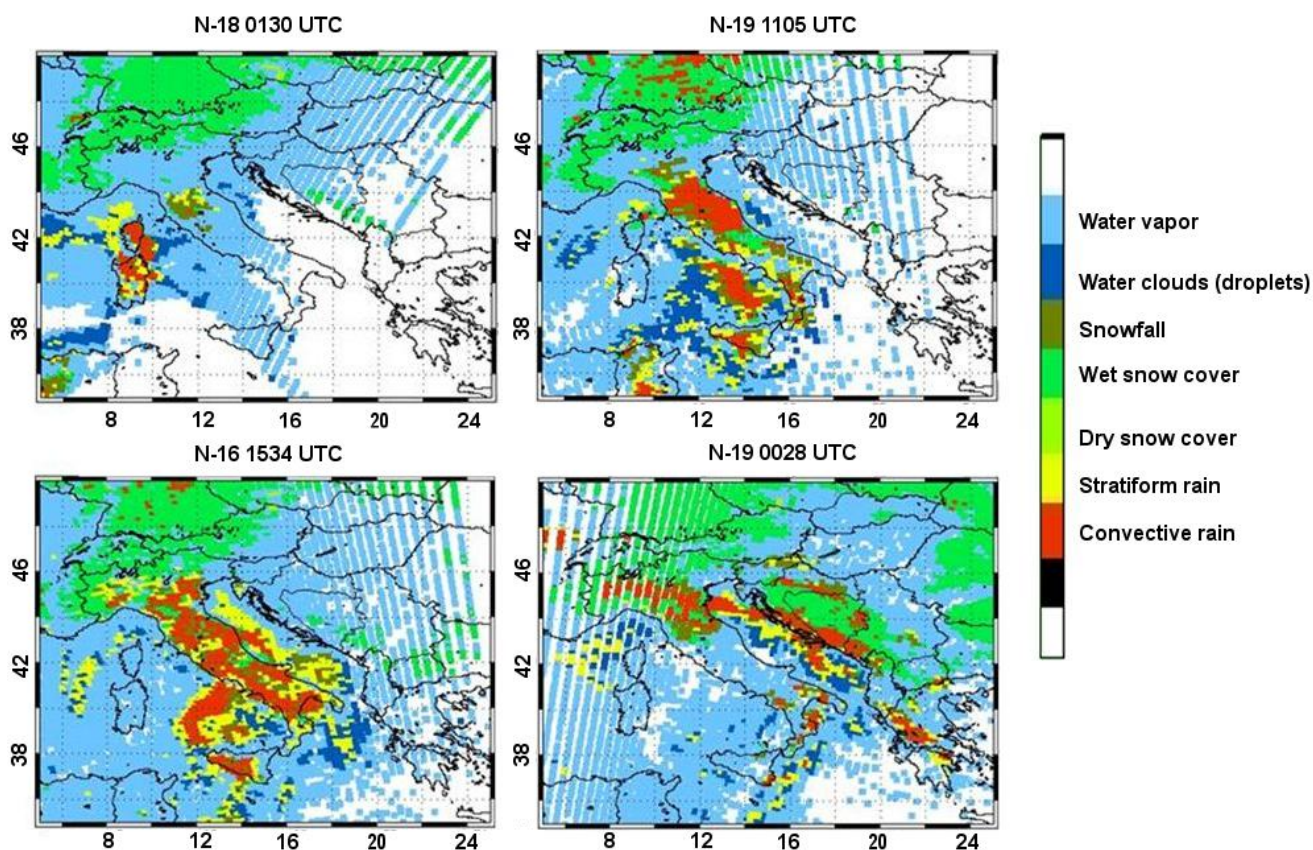 N-18 0130 UTC
N-19 1105 UTC
46
42
38
8 12 16 20 24
46
42
38
8 12 16 20 24
Water vapor
Water clouds (droplets)
Snowfall
Wet snow cover
Dry snow cover
Stratiform rain
Convective rain
N-16 1534 UTC
N-19 0028 UTC
46
42
38
8 12 16 20 24
46
42
38
8 12 16 20 24